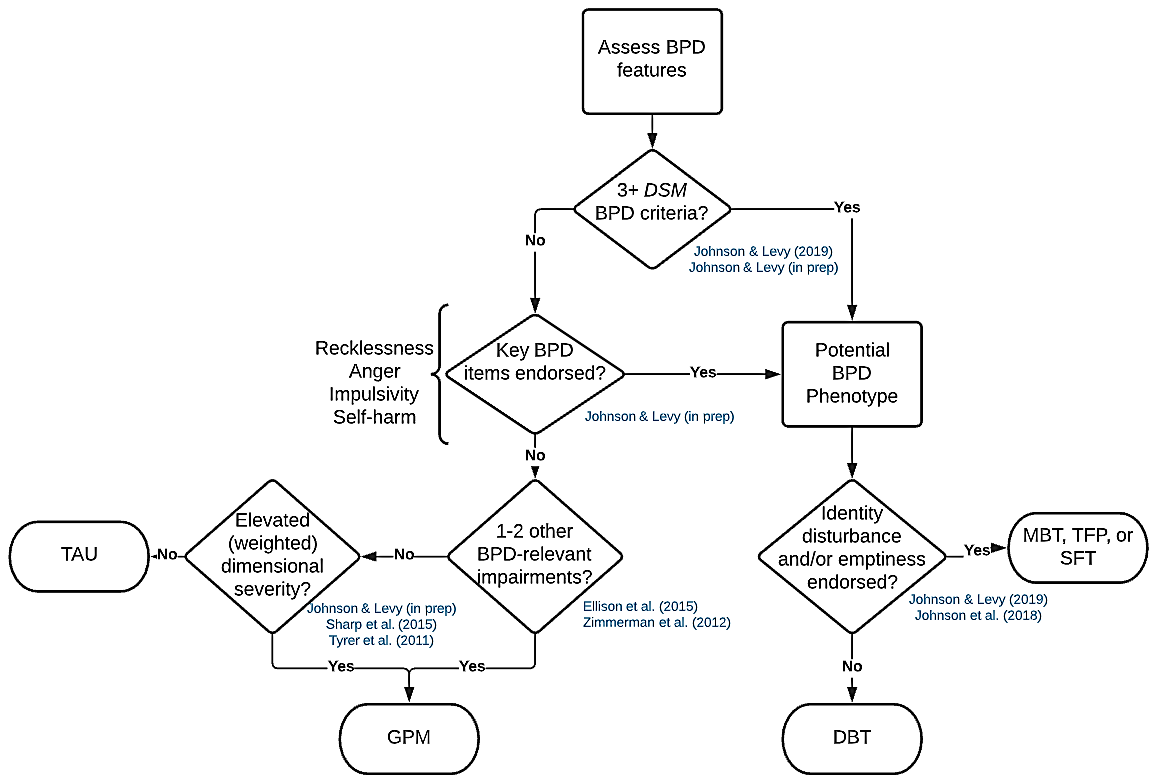 Assess BPD
features
3+ DSM
BPD criteria?
Yes
No
Johnson & Levy (2019)
Johnson & Levy (in prep)
Recklessness
Anger
Impulsivity
Self-harm
Key BPD
items endorsed?
Yes
Potential
BPD
Phenotype
Johnson & Levy (in prep)
No
TAU
No
Elevated
(weighted)
dimensional
severity?
No
1-2 other
BPD-relevant
impairments?
Identity
disturbance
and/or emptiness
endorsed?
Yes
MBT, TFP, or
SFT
Johnson & Levy (in prep)
Sharp et al. (2015)
Tyrer et al. (2011)
Ellison et al. (2015)
Zimmerman et al. (2012)
Johnson & Levy (2019)
Johnson et al. (2018)
Yes
Yes
No
GPM
DBT